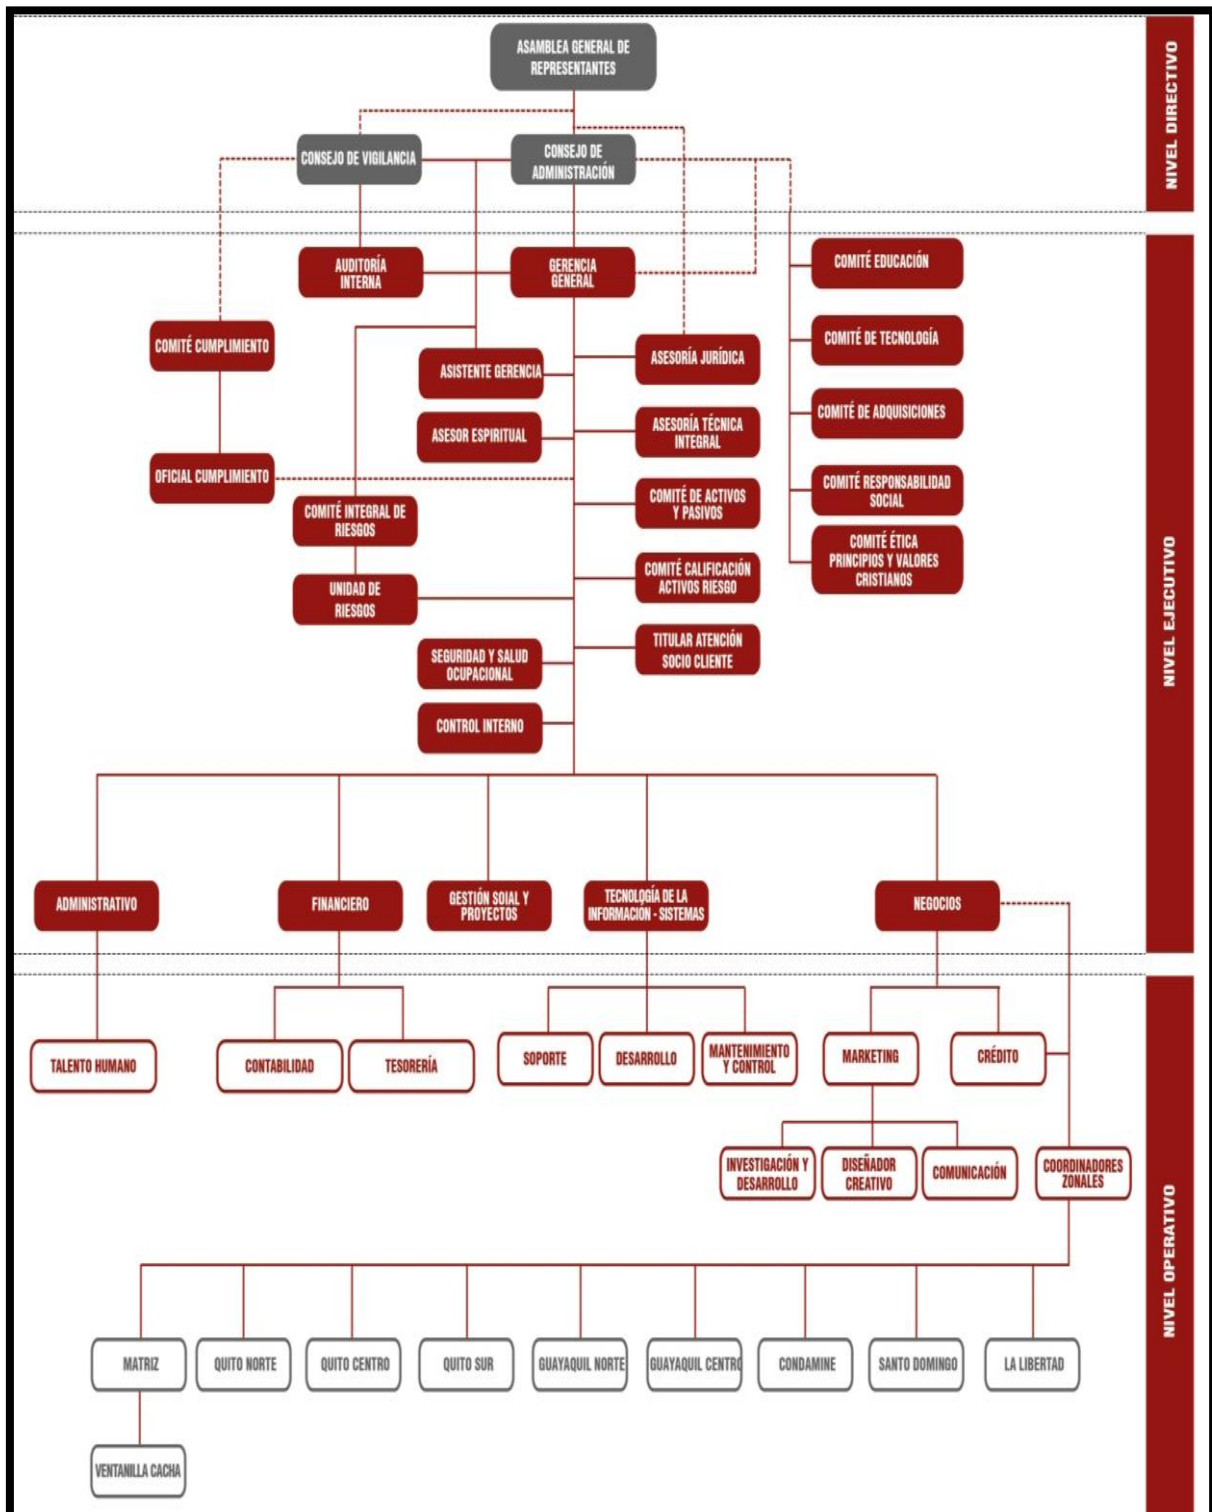 ASAMBLEA GENERAL DE
REPRESENTANTES
NIVEL DIRECTIVO
CONSEJO DE VIGILANCIA
CONSEJO DE
ADMINISTRACIÓN
AUDITORÍA
INTERNA
GERENCIA
GENERAL
COMITÉ EDUCACIÓN
COMITÉ CUMPLIMIENTO
ASISTENTE GERENCIA
ASESORÍA JURÍDICA
COMITÉ DE TECNOLOGÍA
ASESOR ESPIRITUAL
ASESORÍA TÉCNICA
INTEGRAL
COMITÉ DE ADQUISICIONES
OFICIAL CUMPLIMIENTO
COMITÉ INTEGRAL DE
RIESGOS
COMITÉ DE ACTIVOS
Y PASIVOS
COMITÉ RESPONSABILIDAD
SOCIAL
COMITÉ ÉTICA
PRINCIPIOS Y VALORES
CRISTIANOS
UNIDAD DE
RIESGOS
COMITÉ CALIFICACIÓN
ACTIVOS RIESGO
NIVEL EJECUTIVO
SEGURIDAD Y SALUD
OCUPACIONAL
TITULAR ATENCIÓN
SOCIO CLIENTE
CONTROL INTERNO
ADMINISTRATIVO
FINANCIERO
GESTIÓN SOIAL Y
PROYECTOS
TECNOLOGÍA DE LA
INFORMACIÓN - SISTEMAS
NEGOCIOS
TALENTO HUMANO
CONTABILIDAD
TESORERÍA
SOPORTE
DESARROLLO
MANTENIMIENTO
Y CONTROL
MARKETING
CRÉDITO
INVESTIGACIÓN Y
DESARROLLO
DISEÑADOR
CREATIVO
COMUNICACIÓN
COORDINADORES
ZONALES
NIVEL OPERATIVO
MATRIZ
QUITO NORTE
QUITO CENTRO
QUITO SUR
GUAYAQUIL NORTE
GUAYAQUIL CENTRO
CONDAMINE
SANTO DOMINGO
LA LIBERTAD
VENTANILLA CACHA